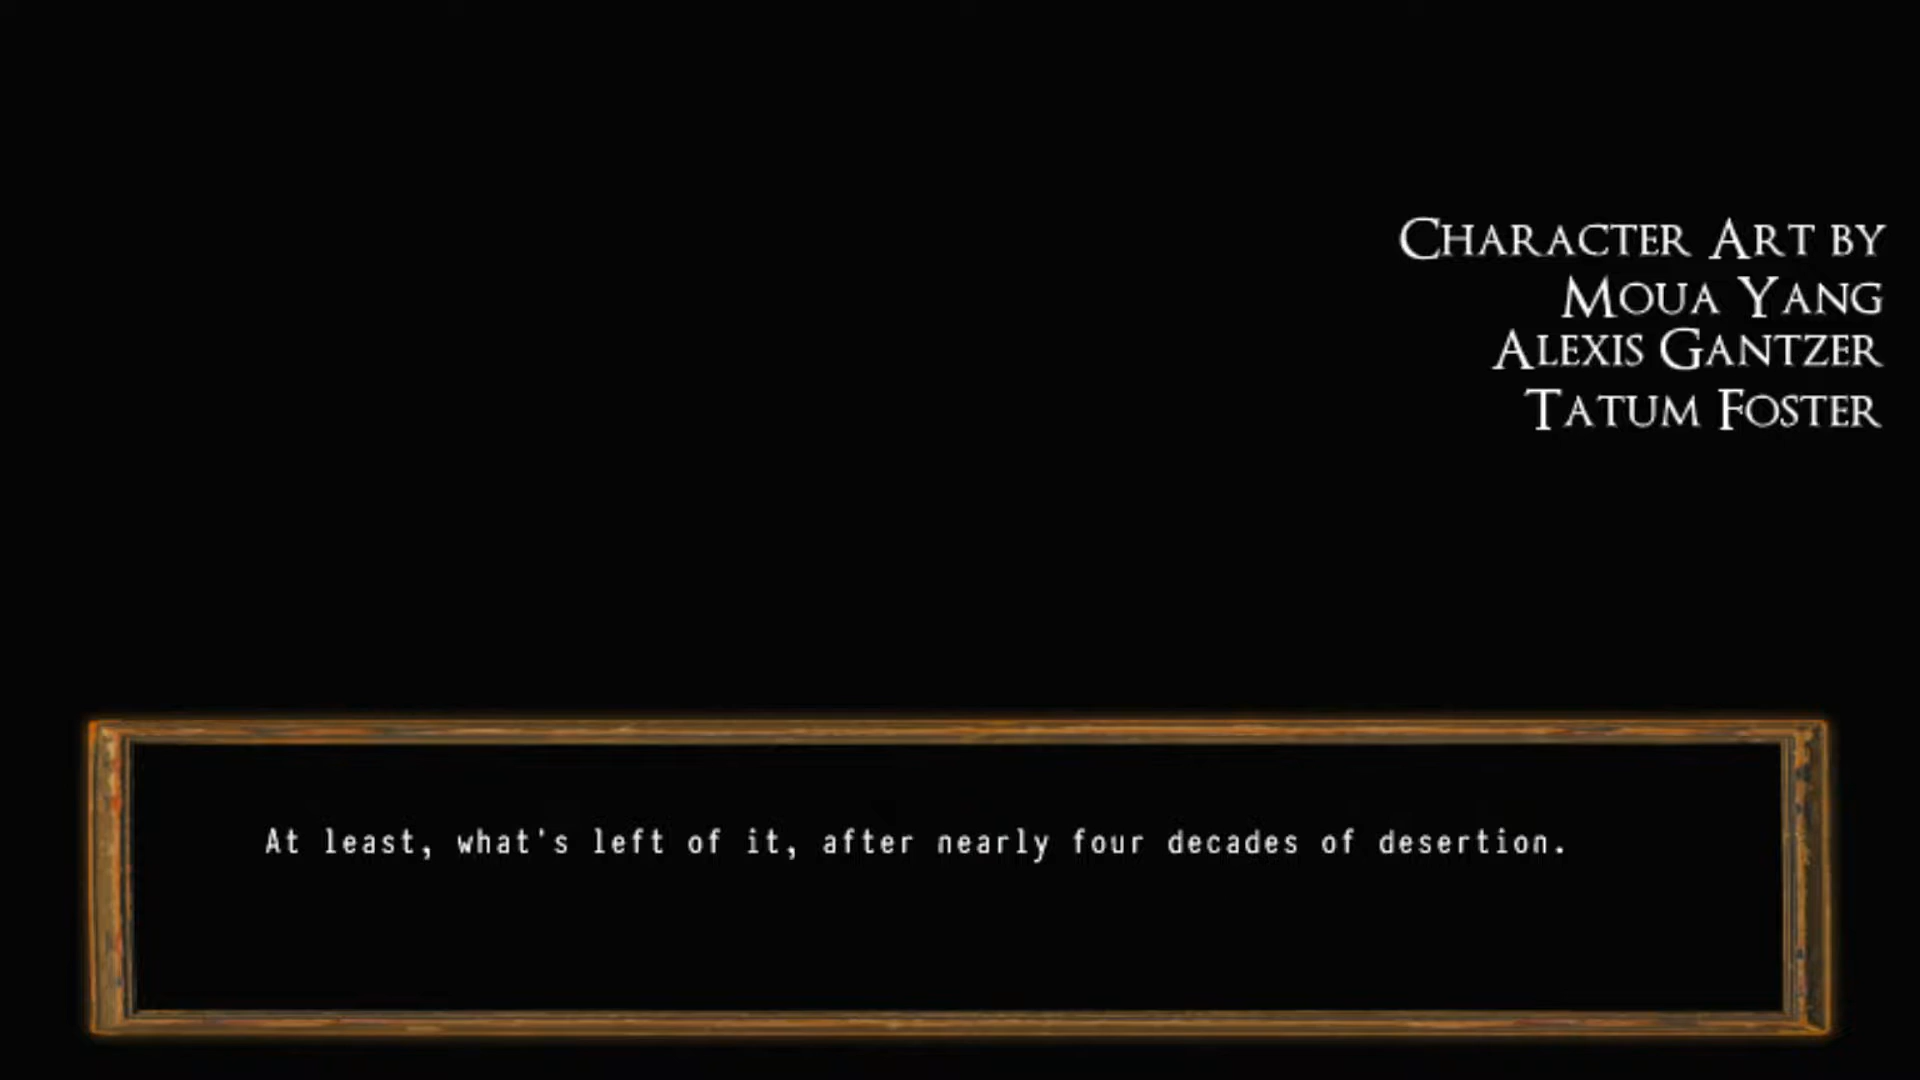 Character Art by
Moua Yang
Alexis Gantzer
Tatum Foster
At least, what's left of it, after nearly four decades of desertion.